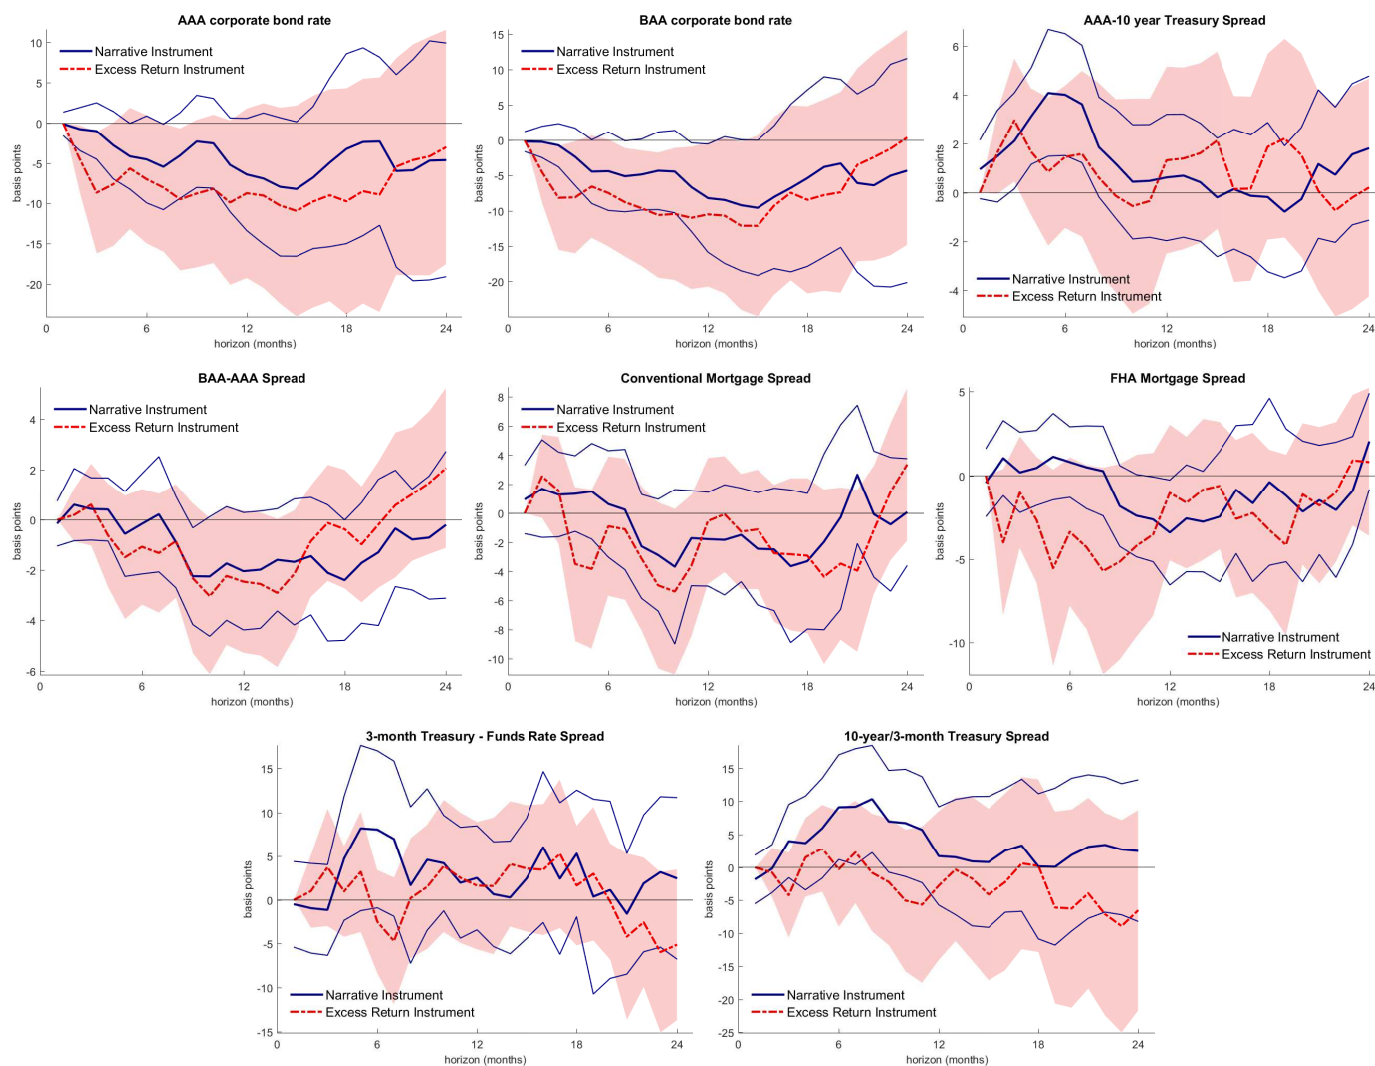 AAA corporate bond rate
10
5
0
-5
-10
-15
-20
basis points
Narrative Instrument
Excess Return Instrument
0 6 12 18 24
horizon (months)
BAA corporate bond rate
15
10
5
0
-5
-10
-15
-20
basis points
Narrative Instrument
Excess Return Instrument
0 6 12 18 24
horizon (months)
AAA-10 year Treasury Spread
6
4
2
0
-2
-4
basis points
Narrative Instrument
Excess Return Instrument
0 6 12 18 24
horizon (months)
BAA-AAA Spread
4
2
0
-2
-4
-6
basis points
Narrative Instrument
Excess Return Instrument
0 6 12 18 24
horizon (months)
Conventional Mortgage Spread
8
6
4
2
0
-2
-4
-6
-8
-10
basis points
Narrative Instrument
Excess Return Instrument
0 6 12 18 24
horizon (months)
FHA Mortgage Spread
5
0
-5
-10
basis points
Narrative Instrument
Excess Return Instrument
0 6 12 18 24
horizon (months)
3-month Treasury - Funds Rate Spread
15
10
5
0
-5
-10
-15
basis points
Narrative Instrument
Excess Return Instrument
0 6 12 18 24
horizon (months)
10-year/3-month Treasury Spread
15
10
5
0
-5
-10
-15
-20
-25
basis points
Narrative Instrument
Excess Return Instrument
0 6 12 18 24
horizon (months)